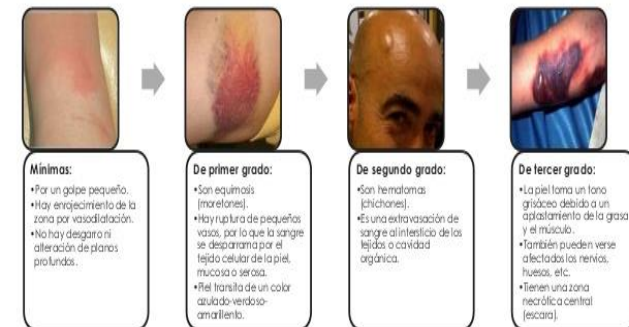 Mínimas:
•Por un golpe pequeño.
•Hay enrojecimiento de la
zona por vasodilatación.
•No hay desgarro ni
alteración de planos
profundos.
De primer grado:
•Son equimosis
(moretones).
•Hay ruptura de pequeños
vasos, por lo que la sangre
se desparrama por el
tejido celular de la piel,
mucosa o serosa.
•Piel transita de un color
azulado-verdoso-
amarillento.
De segundo grado:
•Son hematomas
(chichones).
•Es una extravasación de
sangre al intersticio de los
tejidos o cavidad
orgánica.
De tercer grado:
•La piel toma un tono
grisáceo debido a un
aplastamiento de la grasa
y el músculo.
•También pueden verse
afectados los nervios,
huesos, etc.
•Tienen una zona
necrótica central
(escara).